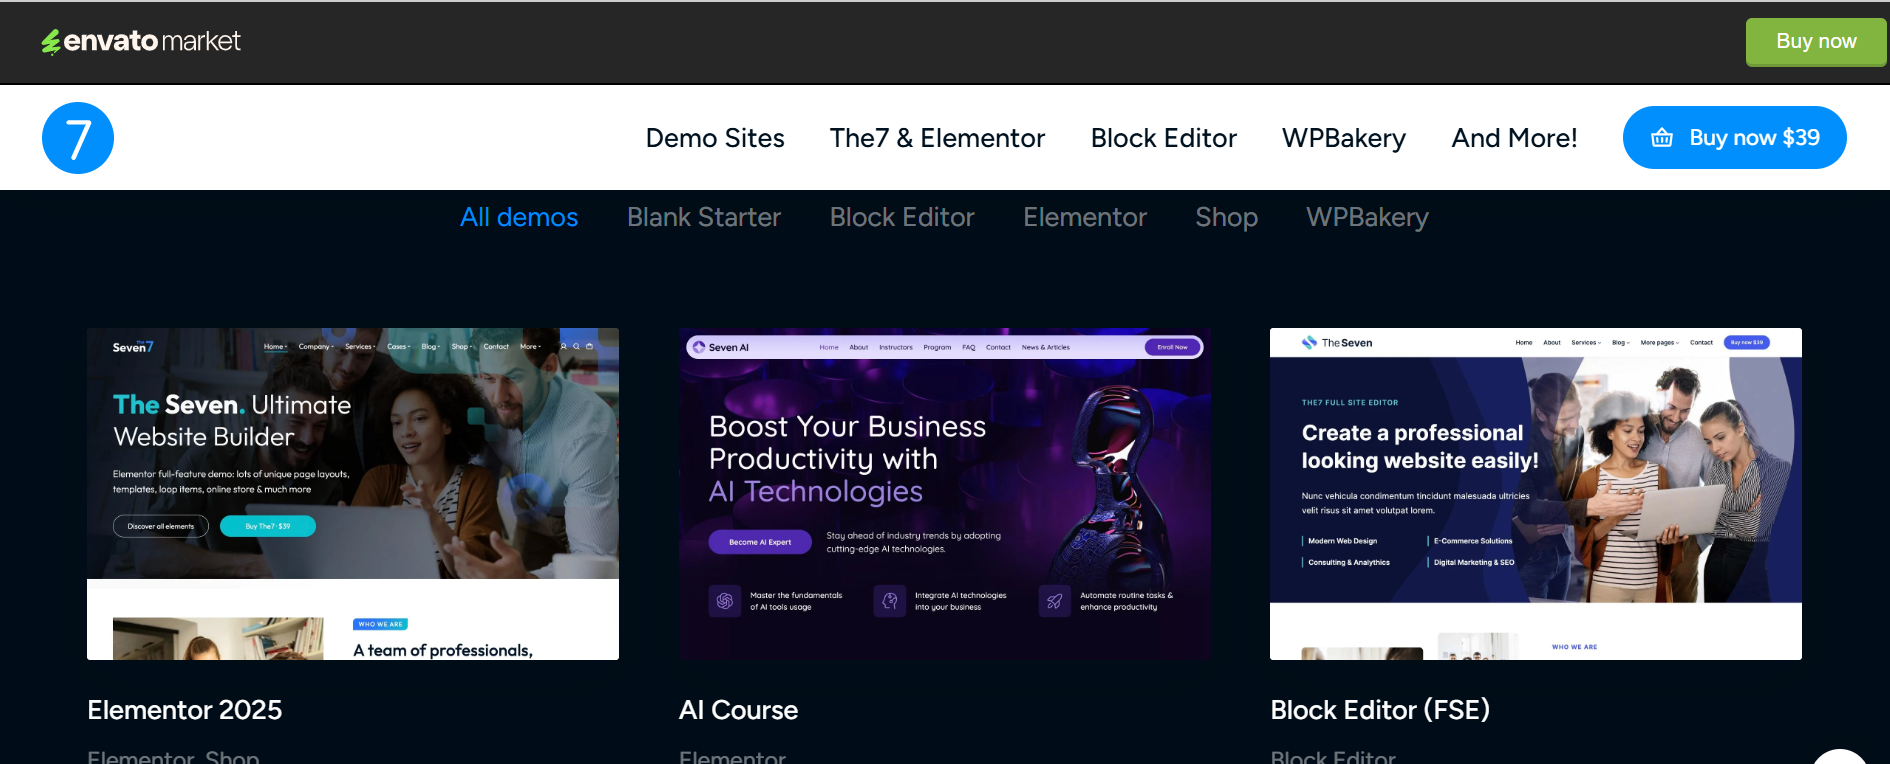 envato market
Buy now
7
Demo Sites
The7 & Elementor
Block Editor
WPBakery
And More!
Buy now $39
All demos
Blank Starter
Block Editor
Elementor
Shop
WPBakery
The7
Seven
Home
Company
Services
Cases
Blog
Shop
Contact
More
The Seven. Ultimate
Website Builder
Elementor full-feature demo: lots of unique page layouts,
templates, loop items, online store & much more
Discover all elements
Buy The7 - $39
WHO WE ARE
A team of professionals,
Seven AI
Home
About
Instructors
Program
FAQ
Contact
News & Articles
Enroll Now
Boost Your Business
Productivity with
AI Technologies
Become AI Expert
Stay ahead of industry trends by adopting
cutting-edge AI technologies.
Master the fundamentals
of AI tools usage
Integrate AI technologies
into your business
Automate routine tasks &
enhance productivity
The Seven
Home
About
Services
Blog
More pages
Contact
Buy now $39
THE7 FULL SITE EDITOR
Create a professional
looking website easily!
Nunc vehicula condimentum tincidunt malesuada ultricies
velit risus sit amet volutpat lorem.
Modern Web Design
E-Commerce Solutions
Consulting & Analythics
Digital Marketing & SEO
WHO WE ARE
Elementor 2025
AI Course
Block Editor (FSE)
Elementor, Shop
Elementor
Block Editor